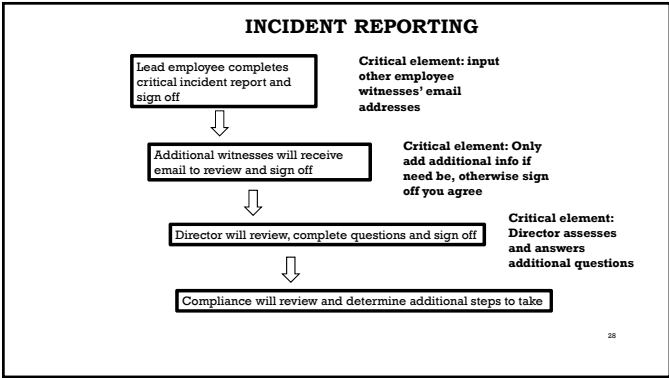 INCIDENT REPORTING
Lead employee completes
critical incident report and
sign off
Critical element: input
other employee
witnesses' email
addresses
Additional witnesses will receive
email to review and sign off
Critical element: Only
add additional info if
need be, otherwise sign
off you agree
Director will review, complete questions and sign off
Critical element:
Director assesses
and answers
additional questions
Compliance will review and determine additional steps to take
28